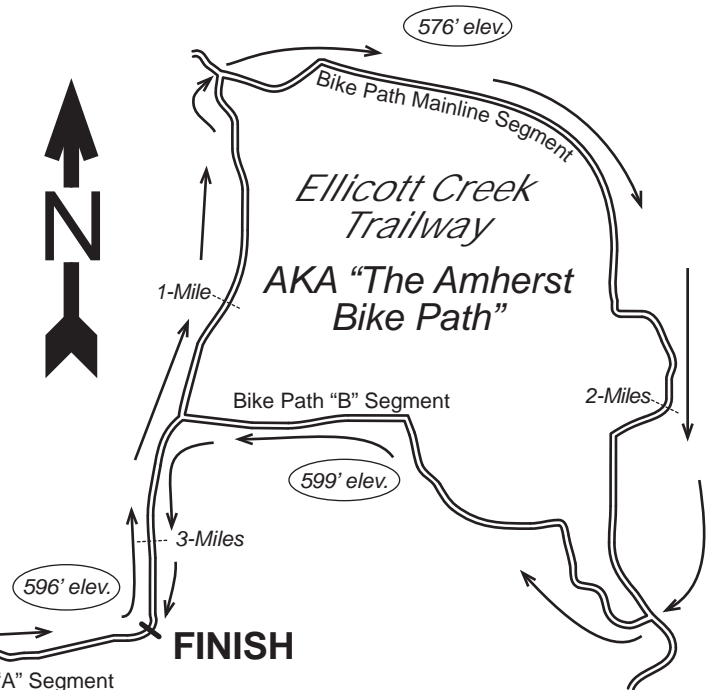 576’ elev.
Bike Path Mainline Segment
N
Ellicott Creek
Trailway
AKA “The Amherst
Bike Path”
1-Mile
Bike Path “B” Segment
2-Miles
599’ elev.
3-Miles
596’ elev.
FINISH
“A” Segment